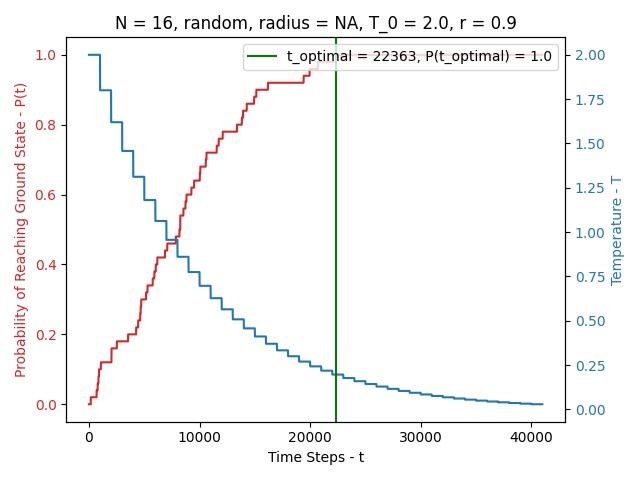 N = 16, random, radius = NA, T_0 = 2.0, r = 0.9
t_optimal = 22363, P(t_optimal) = 1.0
Probability of Reaching Ground State - P(t)
1.0
0.8
0.6
0.4
0.2
0.0
2.00
1.75
1.50
1.25
1.00
0.75
0.50
0.25
0.00
Temperature - T
0 10000 20000 30000 40000
Time Steps - t